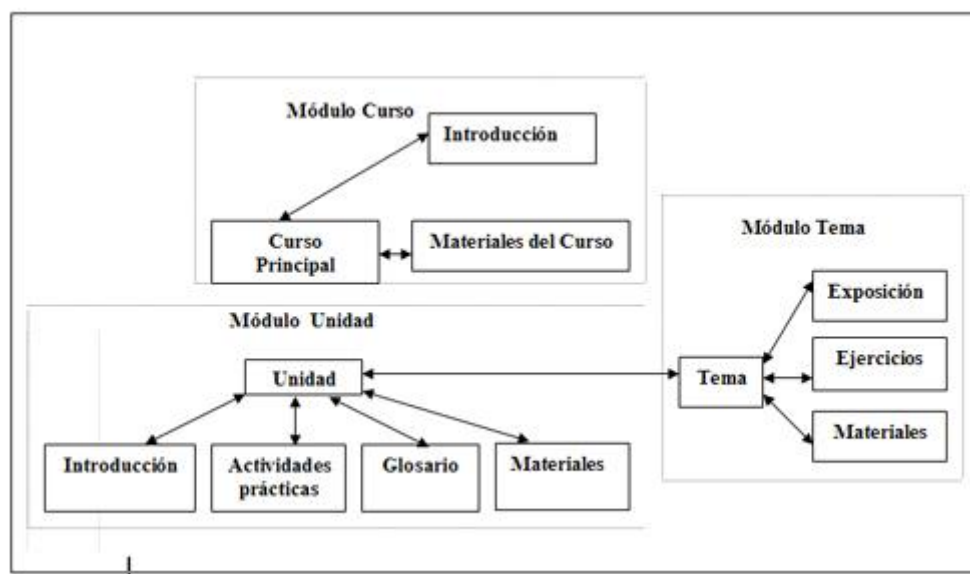 Módulo Curso
Introducción
Curso
Principal
Materiales del Curso
Módulo Tema
Exposición
Ejercicios
Tema
Materiales
Módulo Unidad
Unidad
Introducción
Actividades
prácticas
Glosario
Materiales